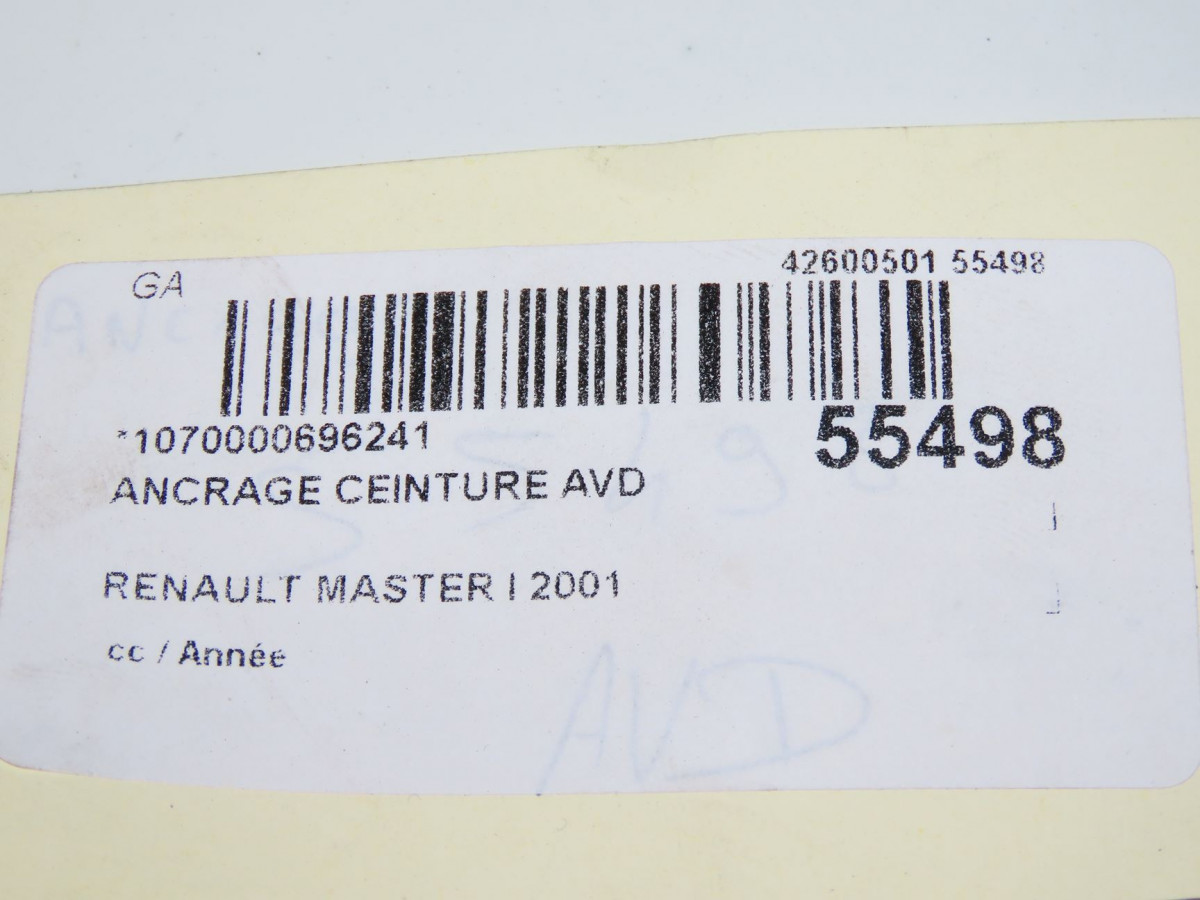 GA
42600501 55498
*1070000696241
55498
ANCRAGE CEINTURE AVD
RENAULT MASTER I 2001
cc / Année
AVD